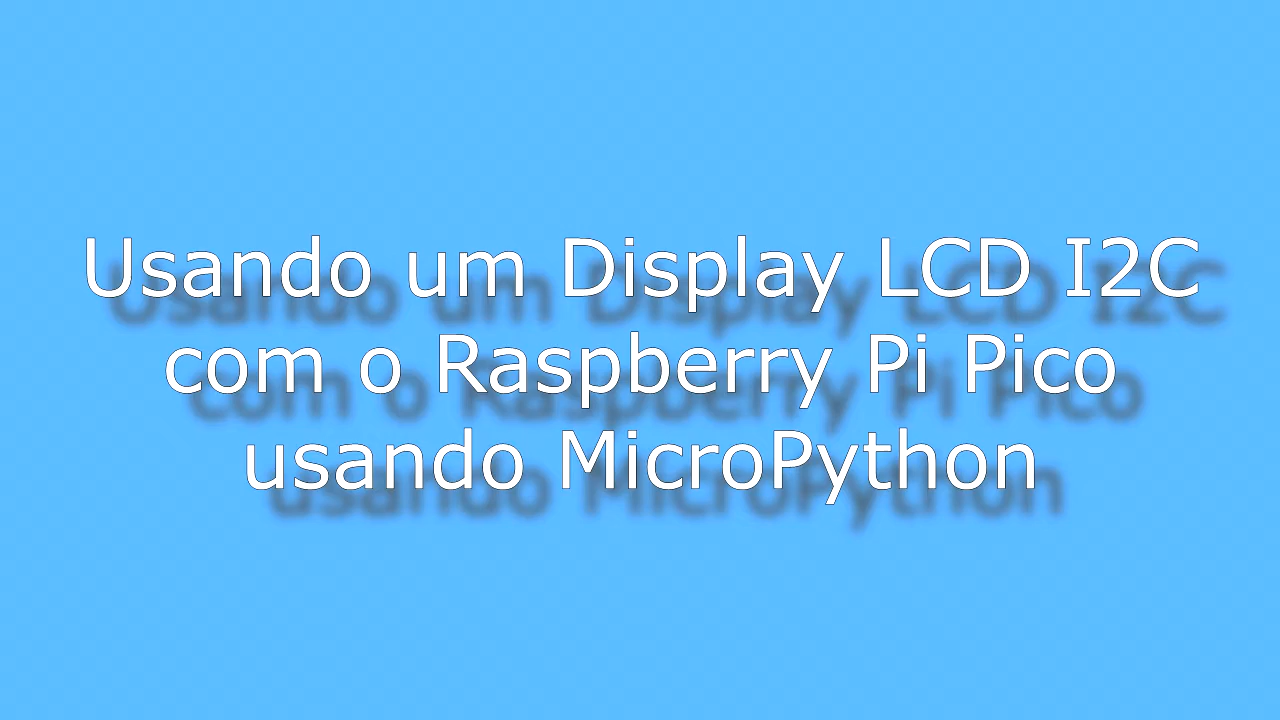 Usando um Display LCD I2C
com o Raspberry Pi Pico
usando MicroPython